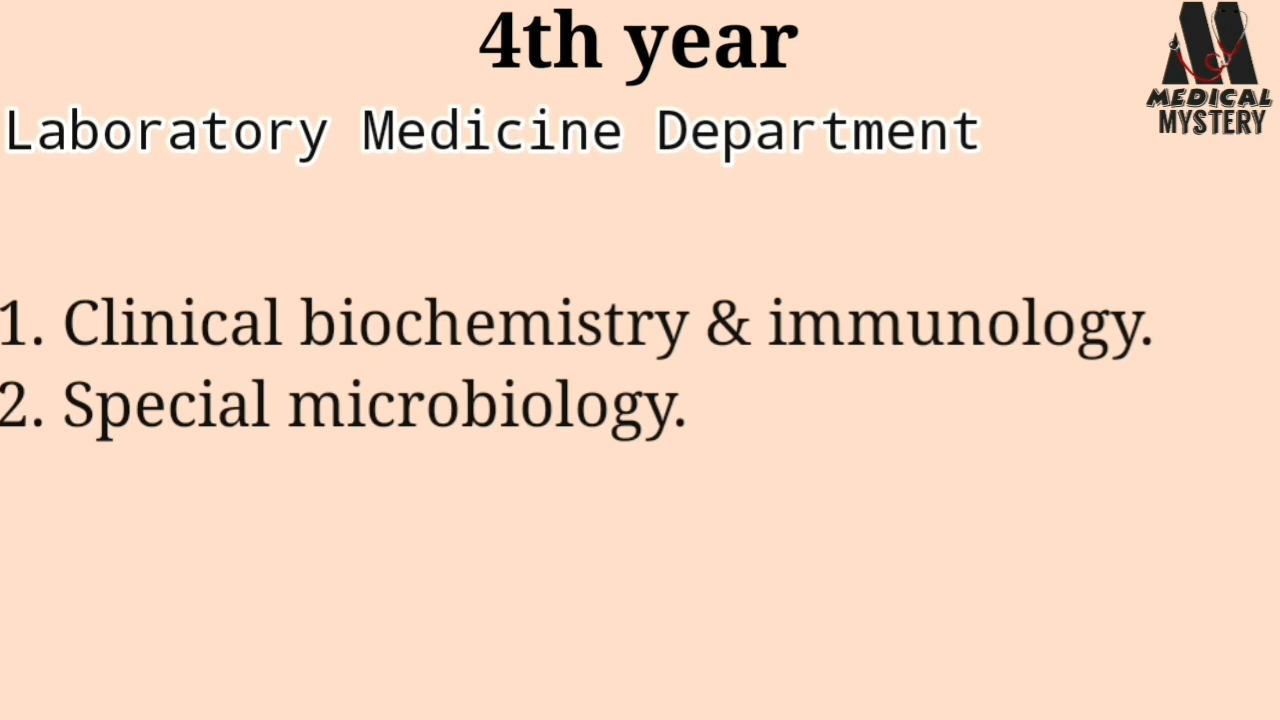 4th year
MEDICAL
MYSTERY
Laboratory Medicine Department
1. Clinical biochemistry & immunology.
2. Special microbiology.